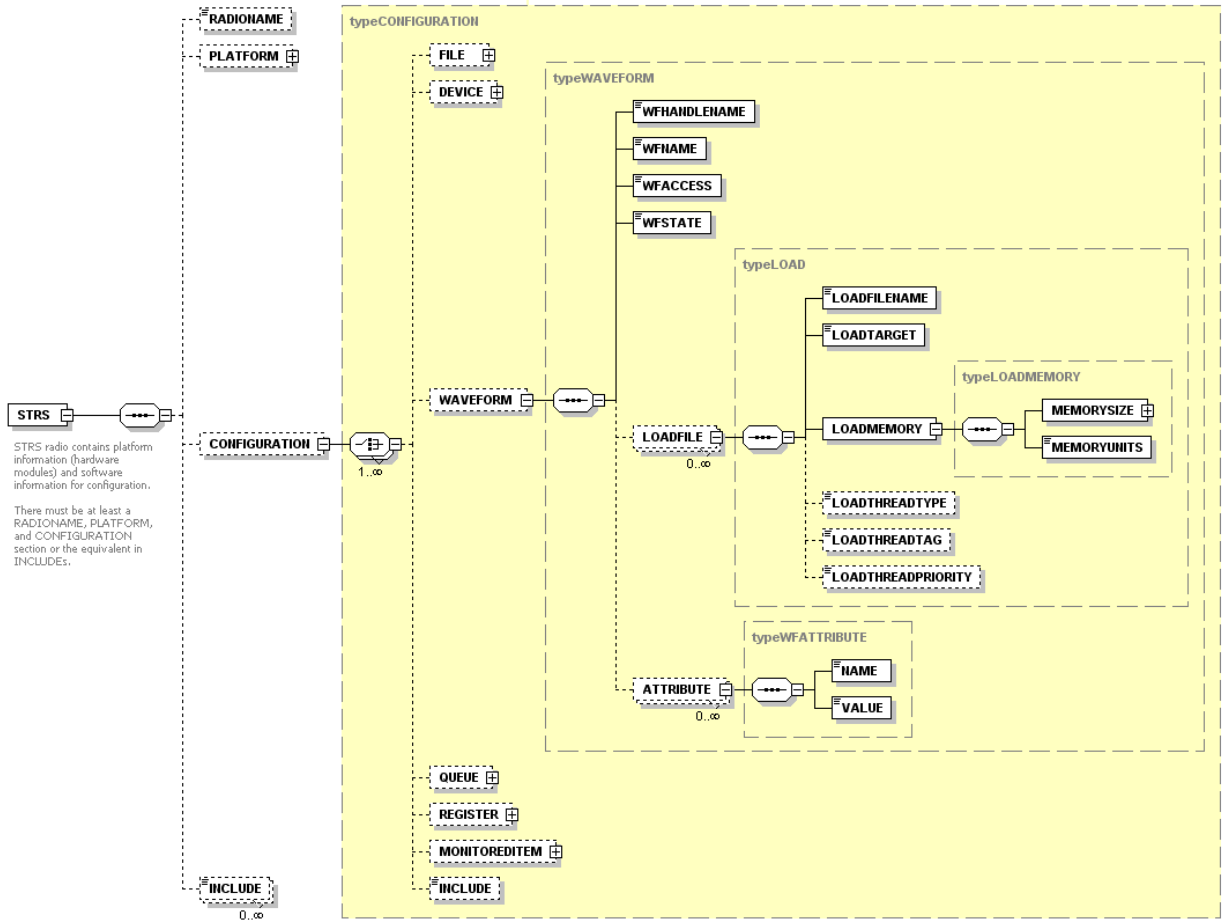 RADIONAME
PLATFORM
typeCONFIGURATION
FILE
DEVICE
typeWAVEFORM
WFHANDLENAME
WFNAME
WFACCESS
WFSTATE
typeLOAD
LOADFILENAME
LOADTARGET
typeLOADMEMORY
STRS
STRS radio contains platform
information (hardware
modules) and software
information for configuration.
There must be at least a
RADIONAME, PLATFORM,
and CONFIGURATION
section or the equivalent in
INCLUDEs.
CONFIGURATION
1..∞
WAVEFORM
LOADFILE
0..∞
LOADMEMORY
MEMORYSIZE
MEMORYUNITS
LOADTHREADTYPE
LOADTHREADTAG
LOADTHREADPRIORITY
typeWFATTRIBUTE
ATTRIBUTE
0..∞
NAME
VALUE
QUEUE
REGISTER
MONITOREDITEM
INCLUDE
INCLUDE
0..∞